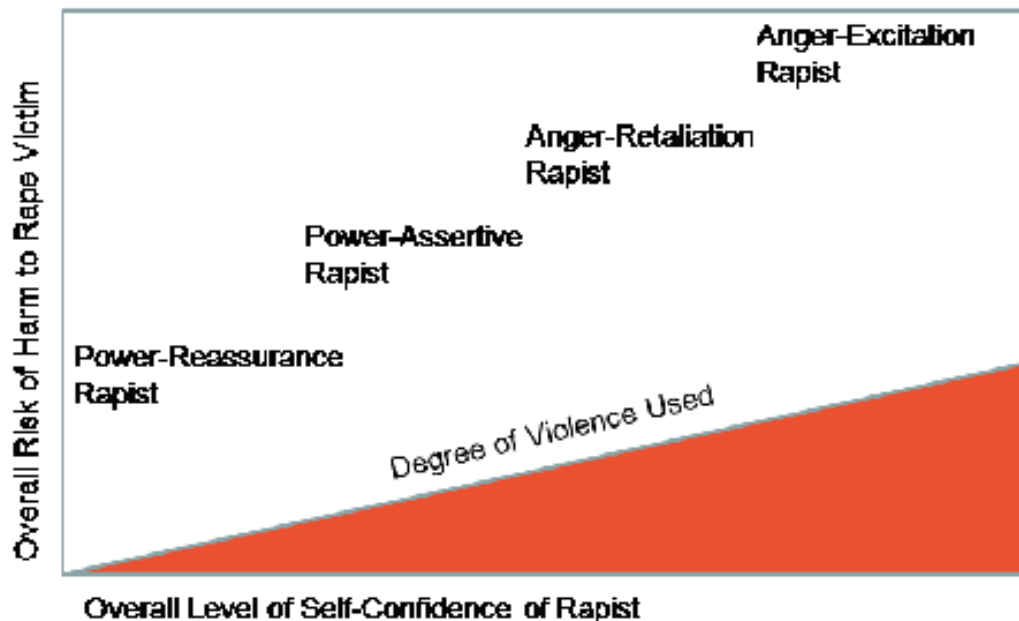 Anger-Excitation
Rapist
Anger-Retaliation
Rapist
Power-Assertive
Rapist
Power-Reassurance
Rapist
Degree of Violence Used
Overall Risk of Harm to Rape Victim
Overall Level of Self-Confidence of Rapist